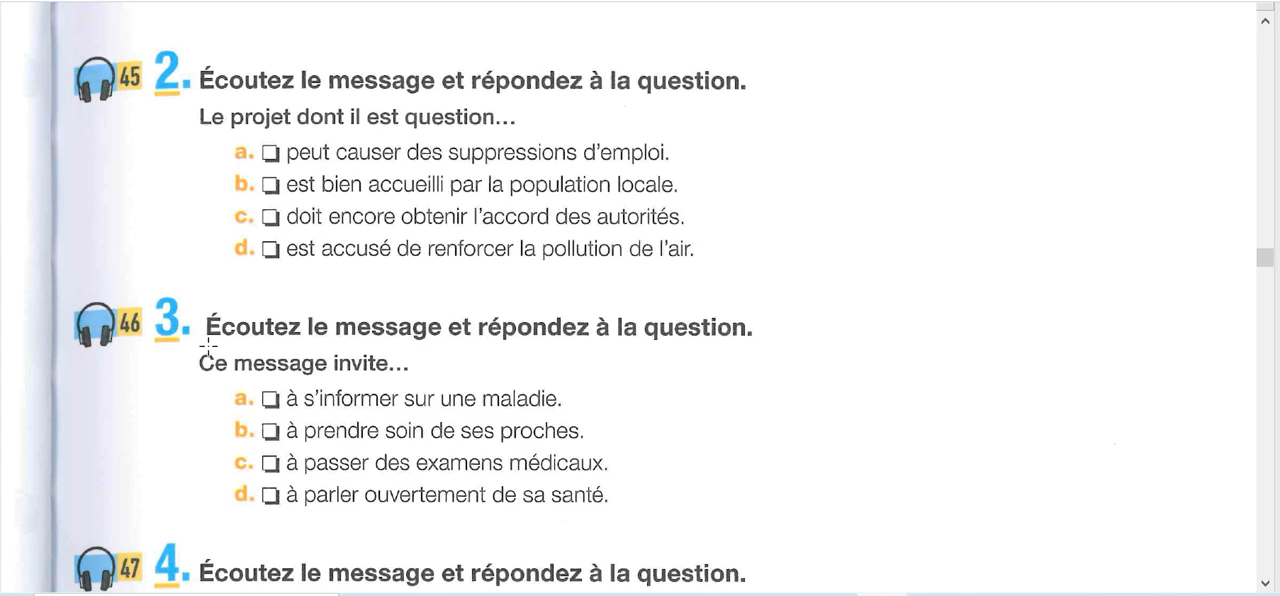 45 2. Écoutez le message et répondez à la question.
Le projet dont il est question...
a. ❏ peut causer des suppressions d'emploi.
b. ❏ est bien accueilli par la population locale.
c. ❏ doit encore obtenir l'accord des autorités.
d. ❏ est accusé de renforcer la pollution de l'air.
46 3. Écoutez le message et répondez à la question.
Ce message invite...
a. ❏ à s'informer sur une maladie.
b. ❏ à prendre soin de ses proches.
c. ❏ à passer des examens médicaux.
d. ❏ à parler ouvertement de sa santé.
47 4. Écoutez le message et répondez à la question.